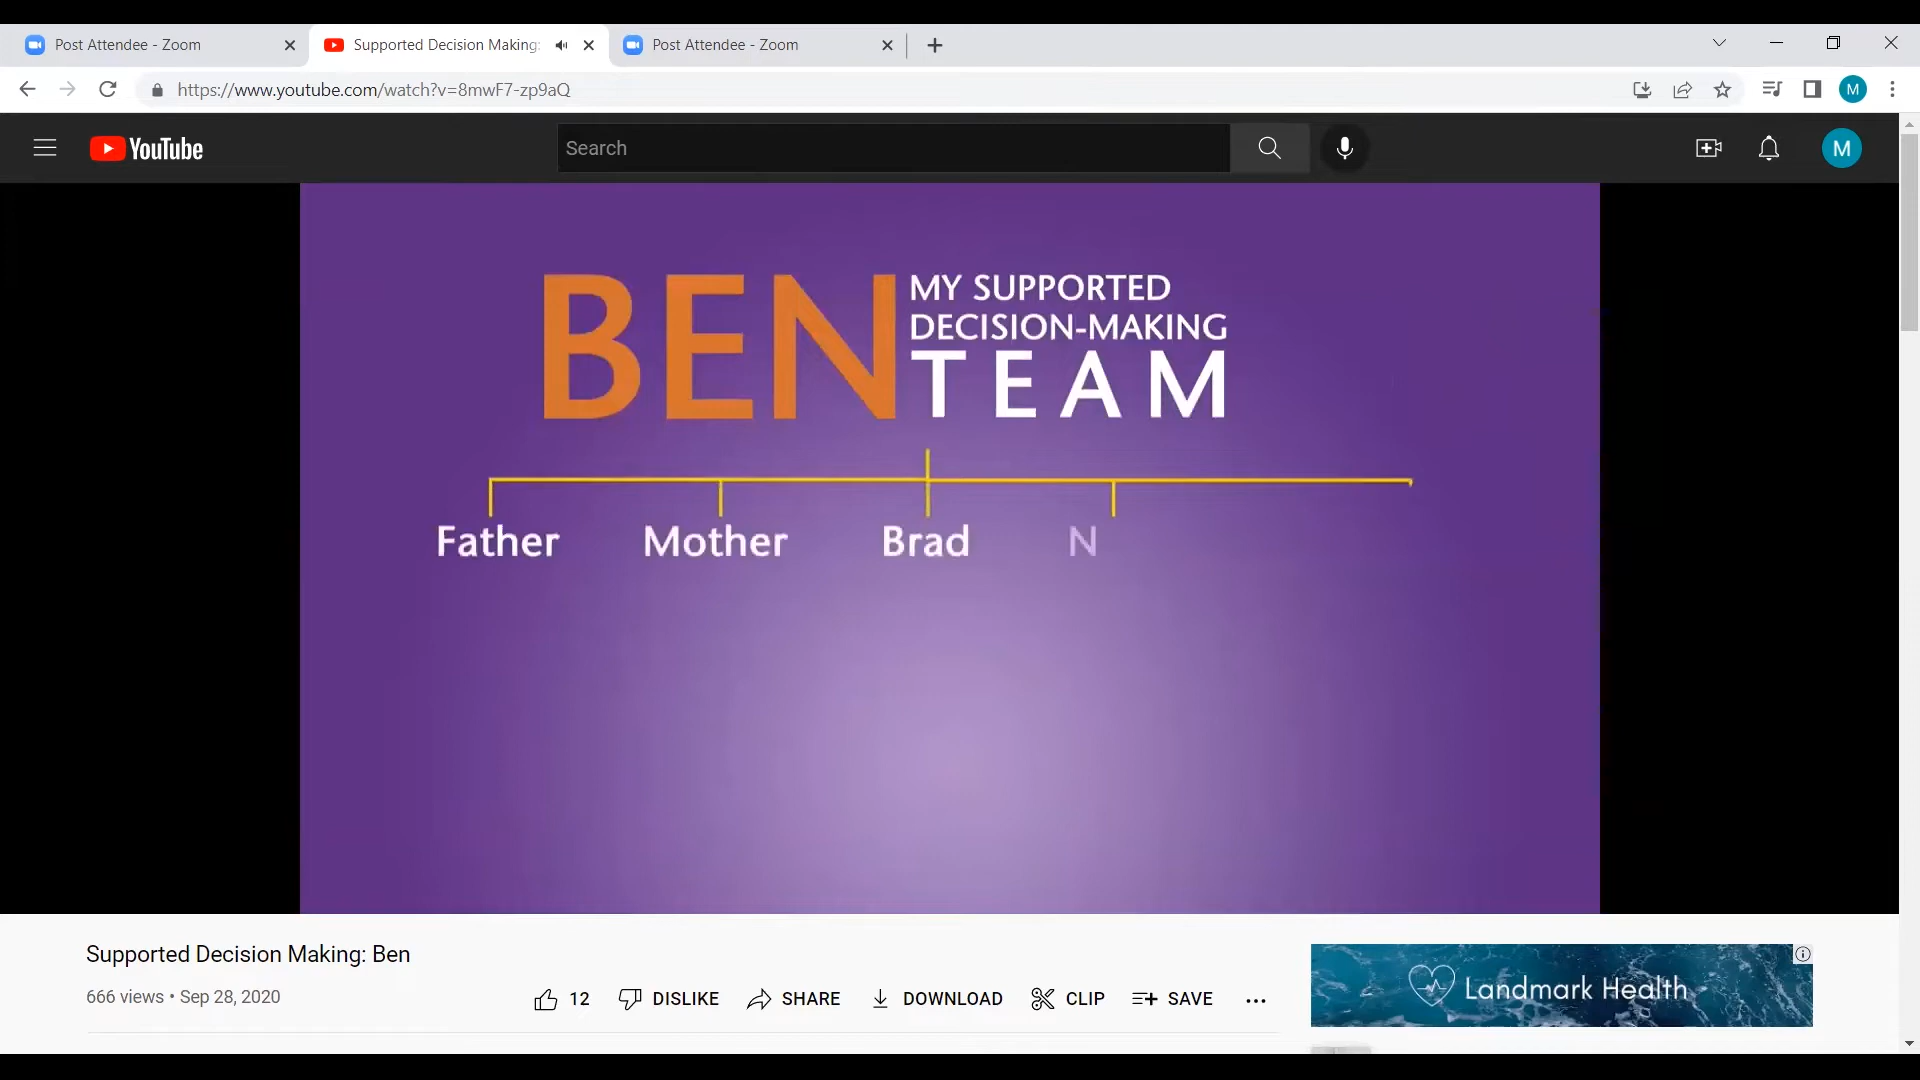 Post Attendee - Zoom
Supported Decision Making:
Post Attendee - Zoom
https://www.youtube.com/watch?v=8mwF7-zp9aQ
M
YouTube
Search
M
BEN
MY SUPPORTED
DECISION-MAKING
TEAM
Father Mother Brad N
Supported Decision Making: Ben
666 views • Sep 28, 2020
12 DISLIKE SHARE DOWNLOAD CLIP SAVE
Landmark Health